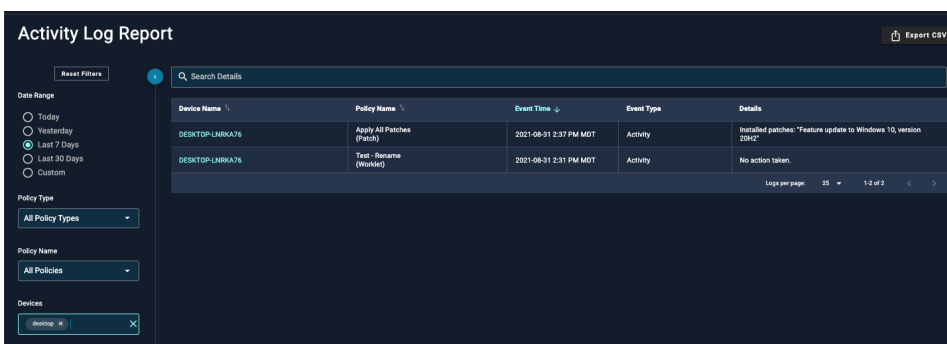 Activity Log Report
Export CSV
Reset Filters
Search Details
Date Range
Today
Yesterday
Last 7 Days
Last 30 Days
Custom
Policy Type
All Policy Types
Policy Name
All Policies
Devices
desktop
Device Name Policy Name Event Time Event Type Details
DESKTOP-LNRKA76 Apply All Patches (Patch) 2021-08-31 2:37 PM MDT Activity Installed patches: "Feature update to Windows 10, version
20H2"
DESKTOP-LNRKA76 Test - Rename (Worklet) 2021-08-31 2:31 PM MDT Activity No action taken.
Logs per page: 25 1-2 of 2